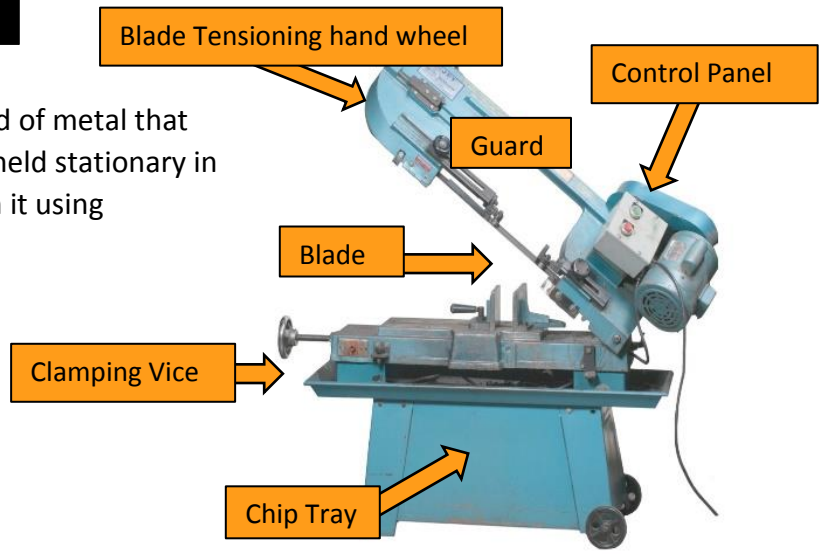 Blade Tensioning hand wheel
Control Panel
d of metal that
held stationary in
it using
Guard
Blade
Clamping Vice
Chip Tray